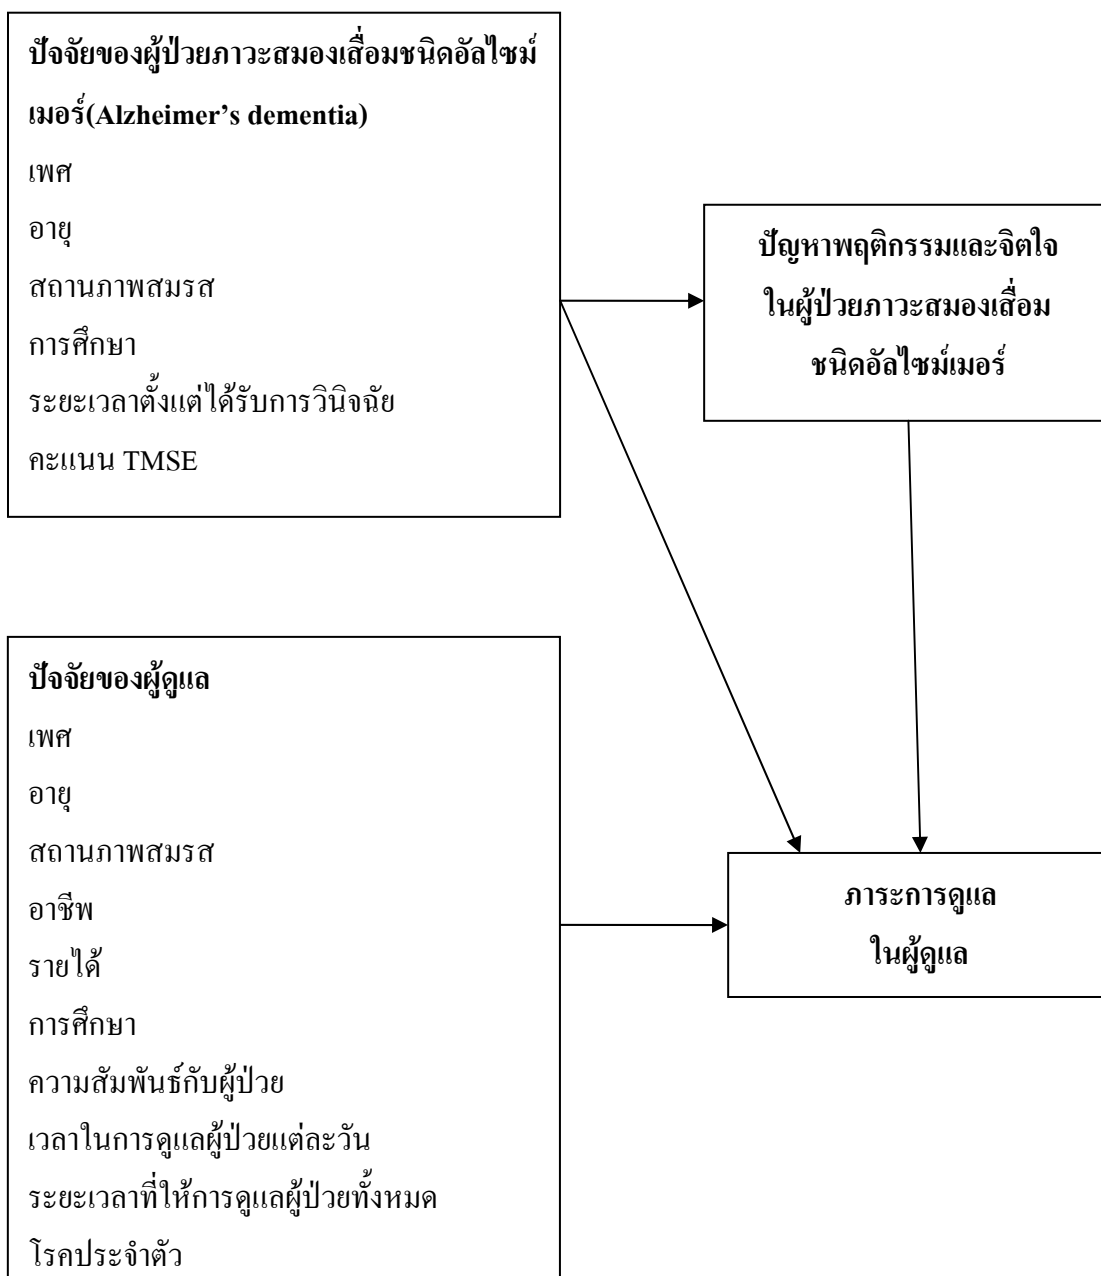 ปัจจัยของผู้ป่วยภาวะสมองเสื่อมชนิดอัลไซม์
เมอร์(Alzheimer's dementia)
เพศ
อายุ
สถานภาพสมรส
การศึกษา
ระยะเวลาตั้งแต่ได้รับการวินิจฉัย
คะแนน TMSE
ปัญหาพฤติกรรมและจิตใจ
ในผู้ป่วยภาวะสมองเสื่อม
ชนิดอัลไซม์เมอร์
ปัจจัยของผู้ดูแล
เพศ
อายุ
สถานภาพสมรส
อาชีพ
รายได้
การศึกษา
ความสัมพันธ์กับผู้ป่วย
เวลาในการดูแลผู้ป่วยแต่ละวัน
ระยะเวลาที่ให้การดูแลผู้ป่วยทั้งหมด
โรคประจำตัว
ภาระการดูแล
ในผู้ดูแล